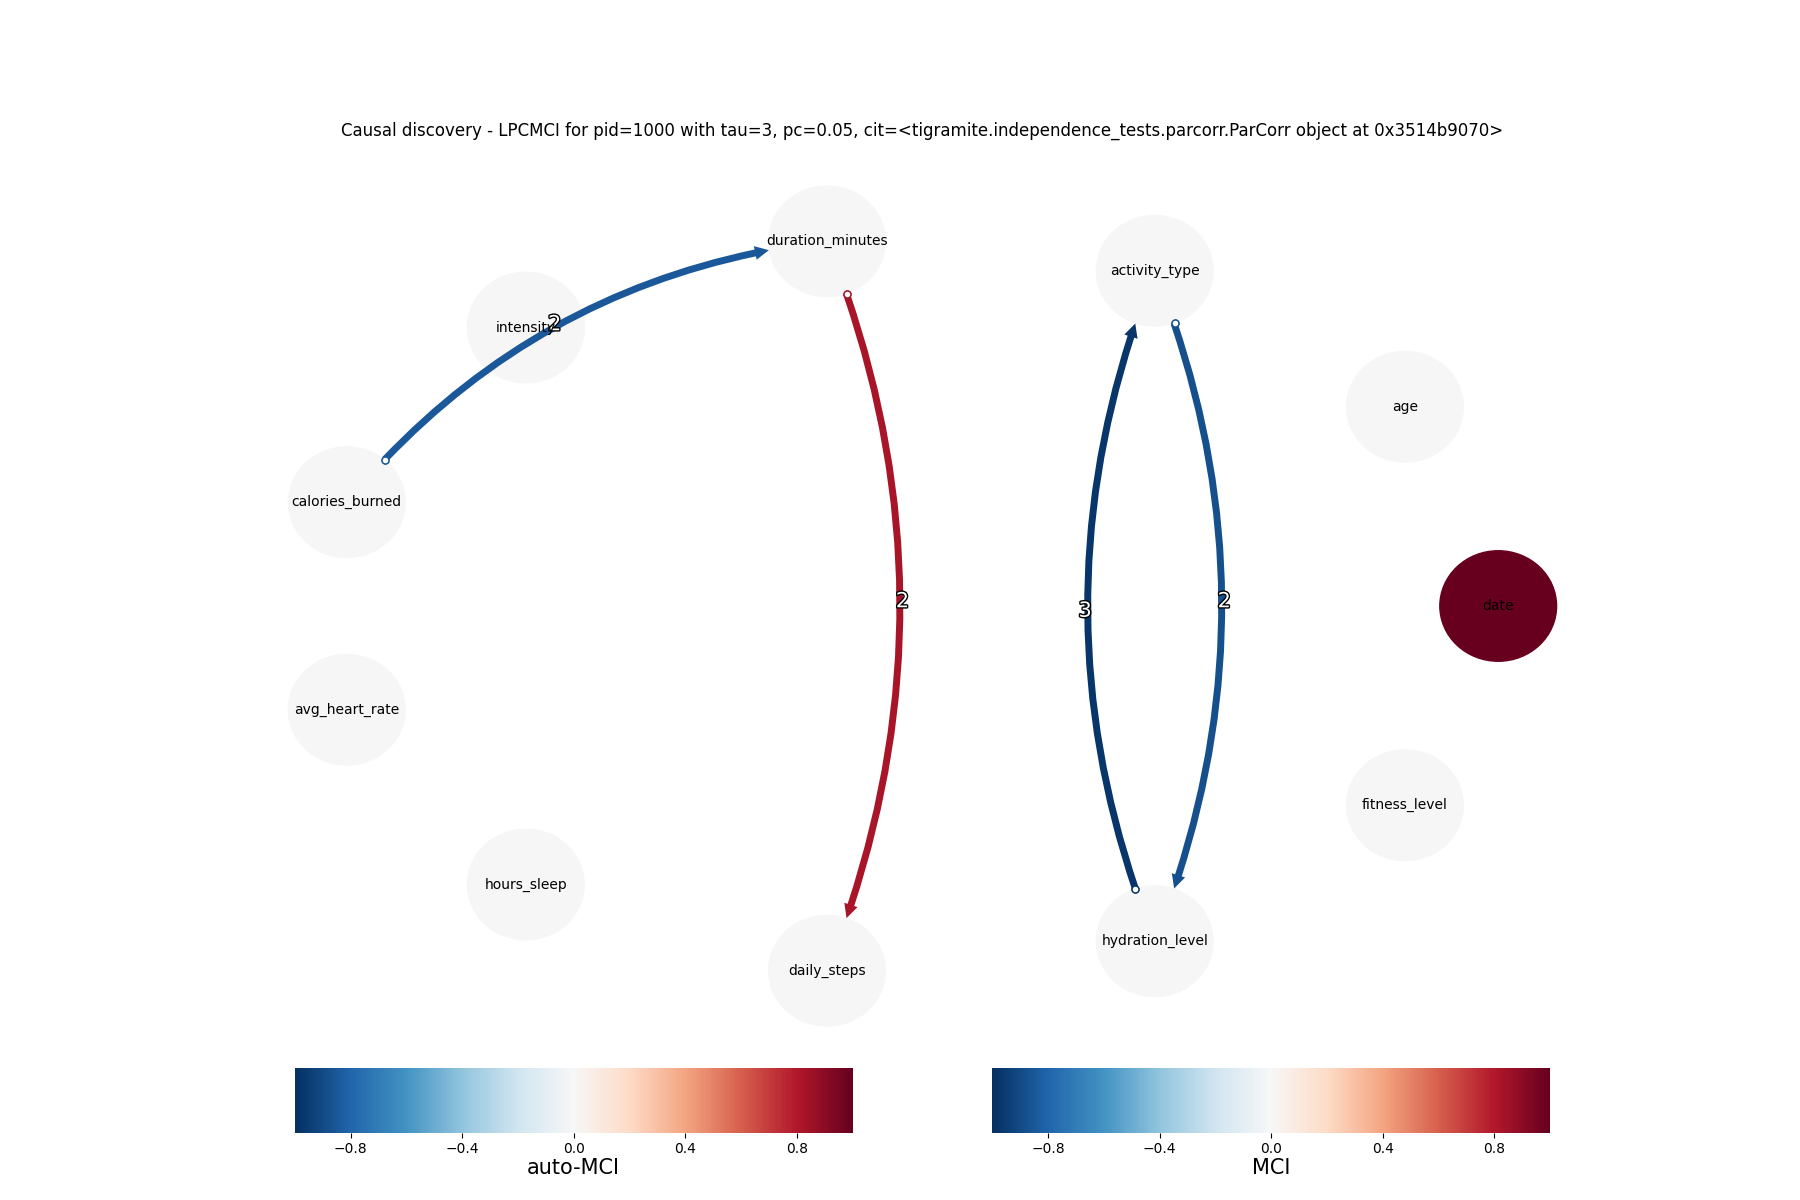 Causal discovery - LPCMCI for pid=1000 with tau=3, pc=0.05, cit=<tigramite.independence_tests.parcorr.ParCorr object at 0x3514b9070>
duration_minutes
activity_type
intensity
2
age
calories_burned
2
3
2
date
avg_heart_rate
fitness_level
hours_sleep
hydration_level
daily_steps
−0.8 −0.4 0.0 0.4 0.8
auto-MCI
−0.8 −0.4 0.0 0.4 0.8
MCI